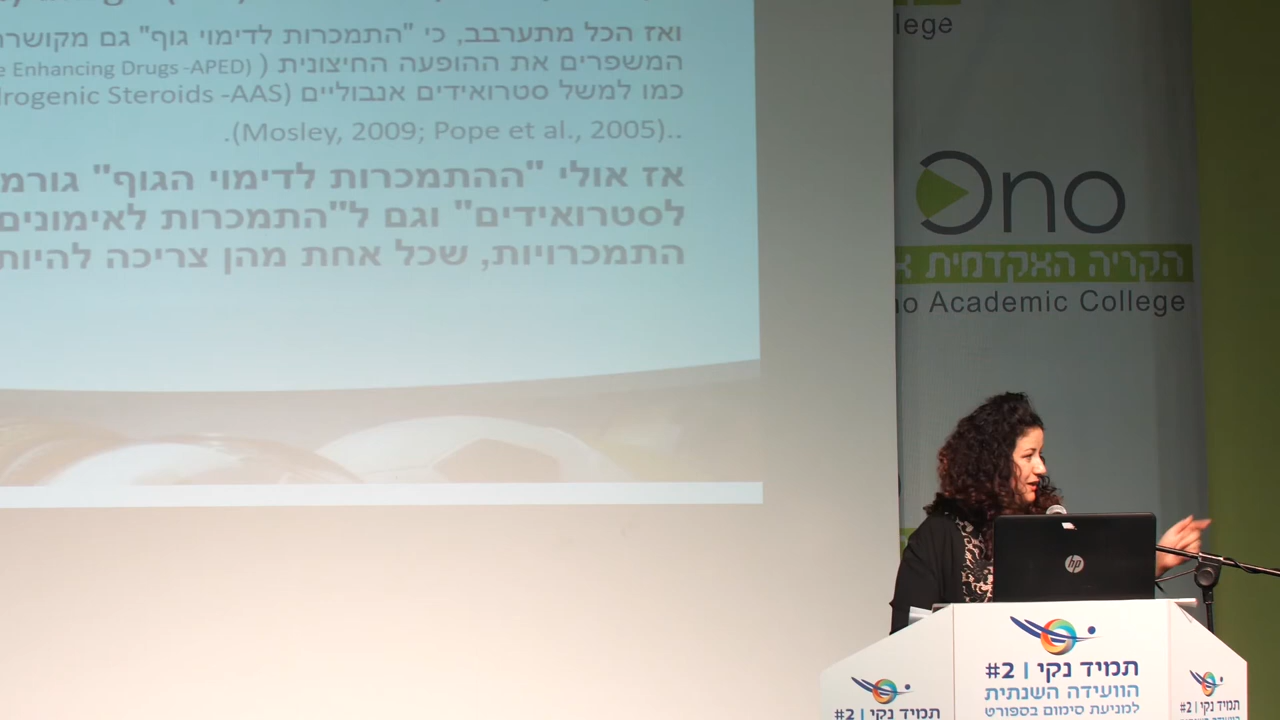 ואז הכל מתערבב, כי "התמכרות לדימוי גוף" גם מקושרת
המשפרים את ההופעה החיצונית ( e Enhancing Drugs -APED)
כמו למשל סטרואידים אנבוליים (drogenic Steroids -AAS
.(Mosley, 2009; Pope et al., 2005)..
אז אולי "ההתמכרות לדימוי הגוף" גורמ
לסטרואידים" וגם ל"התמכרות לאימונים
התמכרויות, שכל אחת מהן צריכה להיות
lege
Ono
הקריה האקדמית א
no Academic College
hp
תמיד נקי | 2#
הוועידה השנתית
למניעת סימום בספורט
תמיד נקי | 2#
תמיד נקי | 2#